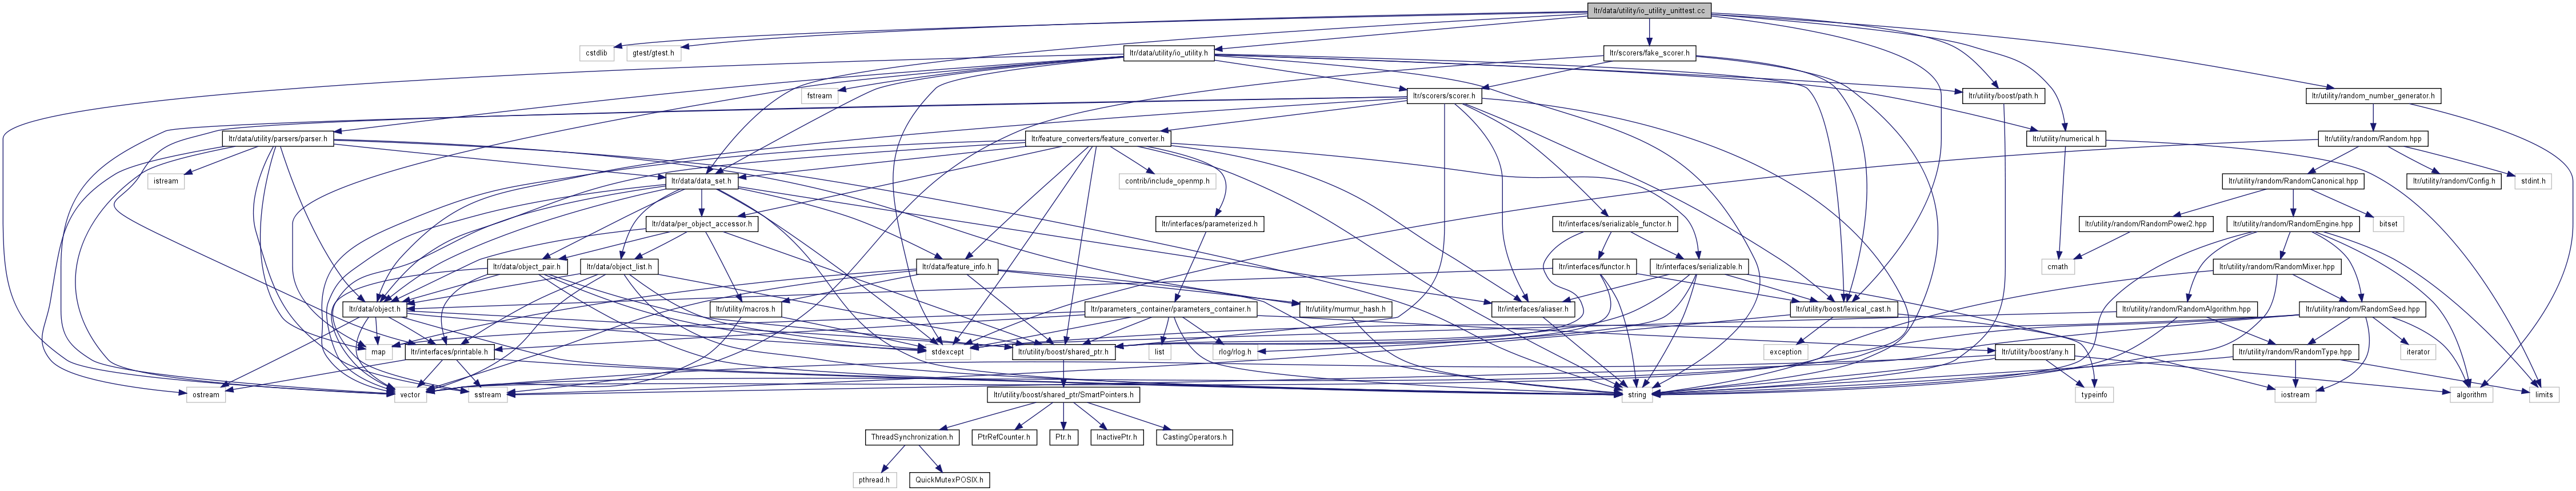 ltr/data/utility/io_utility_unittest.cc
cstdlib
gtest/gtest.h
ltr/data/utility/io_utility.h
ltr/scorers/fake_scorer.h
fstream
ltr/scorers/scorer.h
ltr/utility/boost/path.h
ltr/utility/random_number_generator.h
ltr/data/utility/parsers/parser.h
ltr/feature_converters/feature_converter.h
ltr/utility/numerical.h
ltr/utility/random/Random.hpp
istream
ltr/data/data_set.h
contrib/include_openmp.h
ltr/utility/random/RandomCanonical.hpp
ltr/utility/random/Config.h
stdint.h
ltr/data/per_object_accessor.h
ltr/interfaces/parameterized.h
ltr/interfaces/serializable_functor.h
ltr/utility/random/RandomPower2.hpp
ltr/utility/random/RandomEngine.hpp
bitset
ltr/data/object_pair.h
ltr/data/object_list.h
ltr/data/feature_info.h
ltr/interfaces/functor.h
ltr/interfaces/serializable.h
cmath
ltr/utility/random/RandomMixer.hpp
ltr/data/object.h
ltr/utility/macros.h
ltr/parameters_container/parameters_container.h
ltr/utility/murmur_hash.h
ltr/interfaces/aliaser.h
ltr/utility/boost/lexical_cast.h
ltr/utility/random/RandomAlgorithm.hpp
ltr/utility/random/RandomSeed.hpp
map
ltr/interfaces/printable.h
stdexcept
ltr/utility/boost/shared_ptr.h
list
rlog/rlog.h
exception
ltr/utility/boost/any.h
ltr/utility/random/RandomType.hpp
iterator
ostream
vector
sstream
ltr/utility/boost/shared_ptr/SmartPointers.h
string
typeinfo
iostream
algorithm
limits
ThreadSynchronization.h
PtrRefCounter.h
Ptr.h
InactivePtr.h
CastingOperators.h
pthread.h
QuickMutexPOSIX.h